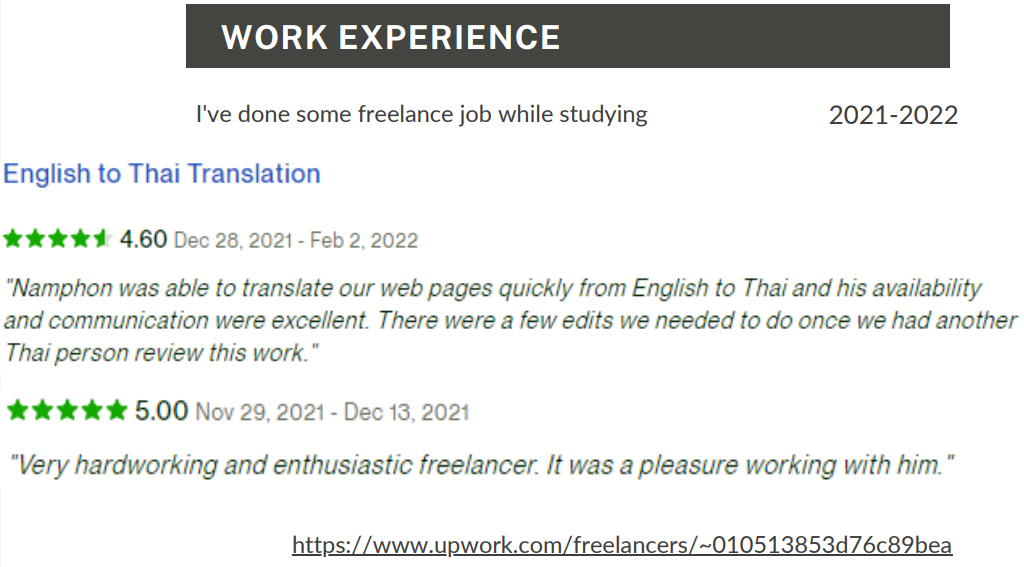 WORK EXPERIENCE
I've done some freelance job while studying 2021-2022
English to Thai Translation
4.60 Dec 28, 2021 - Feb 2, 2022
"Namphon was able to translate our web pages quickly from English to Thai and his availability
and communication were excellent. There were a few edits we needed to do once we had another
Thai person review this work."
5.00 Nov 29, 2021 - Dec 13, 2021
"Very hardworking and enthusiastic freelancer. It was a pleasure working with him."
https://www.upwork.com/freelancers/~010513853d76c89bea